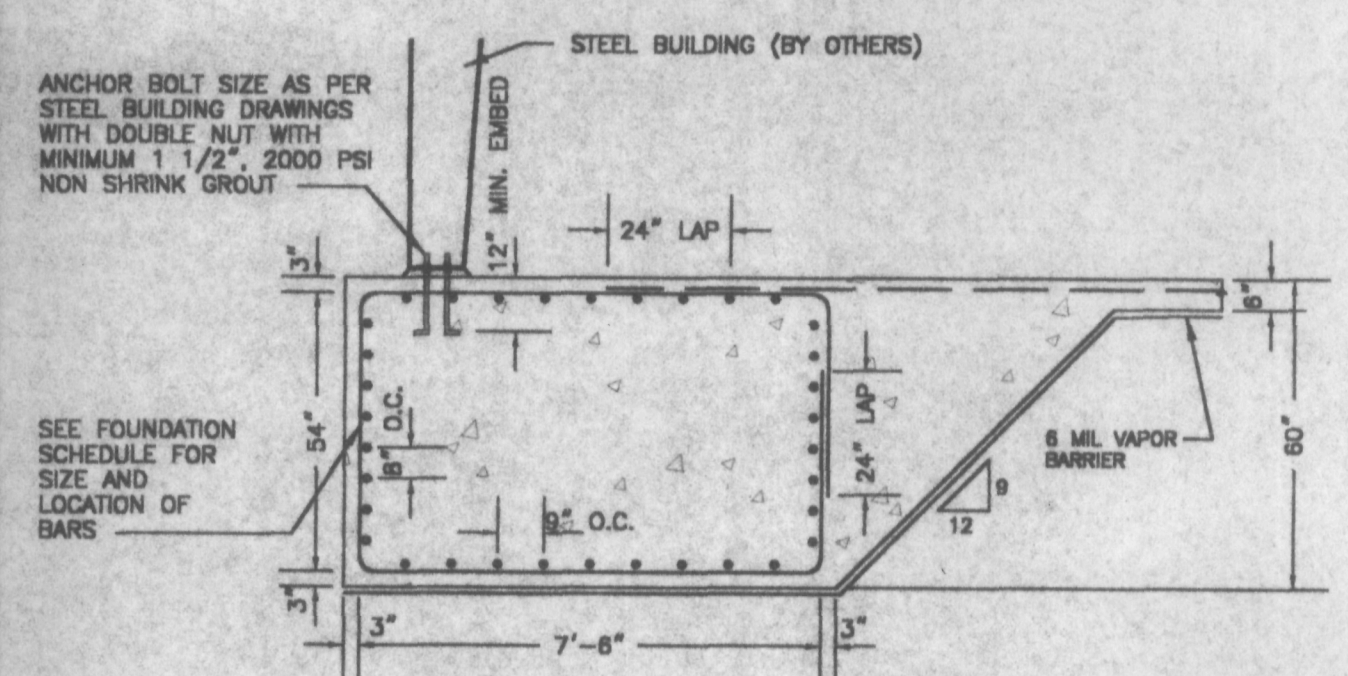 STEEL BUILDING (BY OTHERS)
ANCHOR BOLT SIZE AS PER
STEEL BUILDING DRAWINGS
WITH DOUBLE NUT WITH
MINIMUM 1 1/2", 2000 PSI
NON SHRINK GROUT
12" MIN. EMBED
24" LAP
3"
6"
54"
SEE FOUNDATION
SCHEDULE FOR
SIZE AND
LOCATION OF
BARS
O.C.
9" O.C.
24" LAP
6 MIL VAPOR
BARRIER
60"
9
12
3"
3"
7'-6"
3"